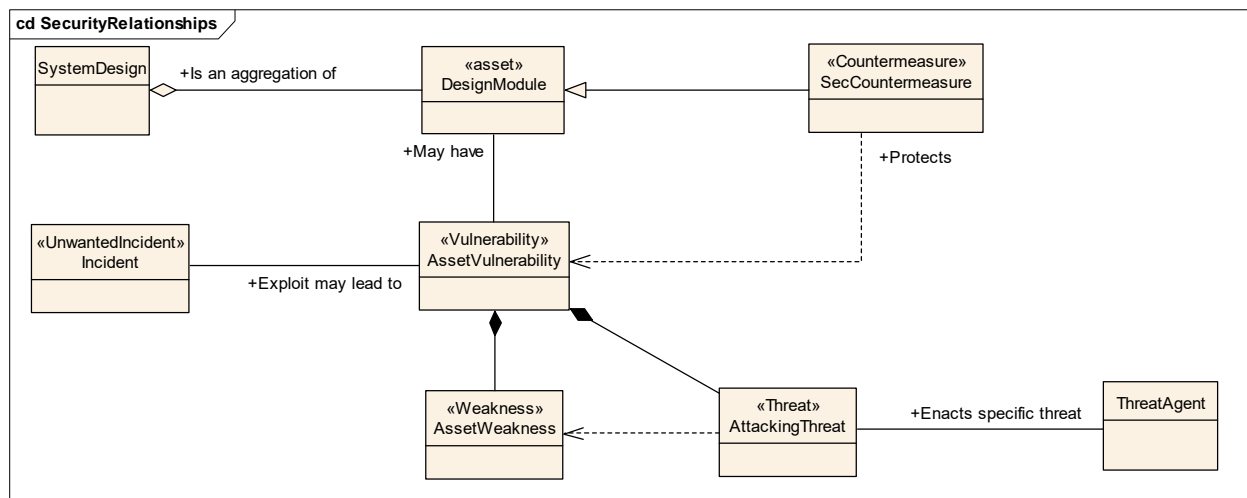 cd SecurityRelationships
SystemDesign
+Is an aggregation of
«asset»
DesignModule
«Countermeasure»
SecCountermeasure
+May have
+Protects
«UnwantedIncident»
Incident
+Exploit may lead to
«Vulnerability»
AssetVulnerability
«Weakness»
AssetWeakness
«Threat»
AttackingThreat
+Enacts specific threat
ThreatAgent